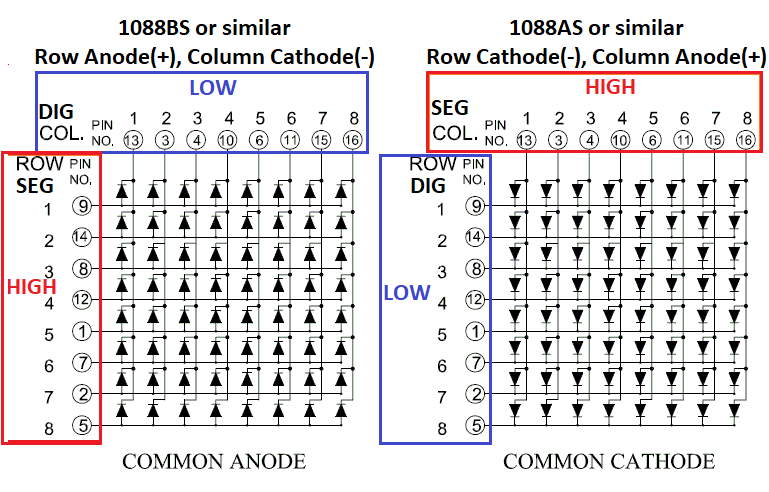 1088BS or similar
Row Anode(+), Column Cathode(-)
LOW
DIG
COL.
PIN
NO.
1 2 3 4 5 6 7 8
13 3 4 10 6 11 15 16
ROW
SEG
PIN
NO.
HIGH
1 9
2 14
3 8
4 12
5 1
6 7
7 2
8 5
COMMON ANODE
1088AS or similar
Row Cathode(-), Column Anode(+)
HIGH
SEG
COL.
PIN
NO.
1 2 3 4 5 6 7 8
13 3 4 10 6 11 15 16
ROW
DIG
PIN
NO.
LOW
1 9
2 14
3 8
4 12
5 1
6 7
7 2
8 5
COMMON CATHODE